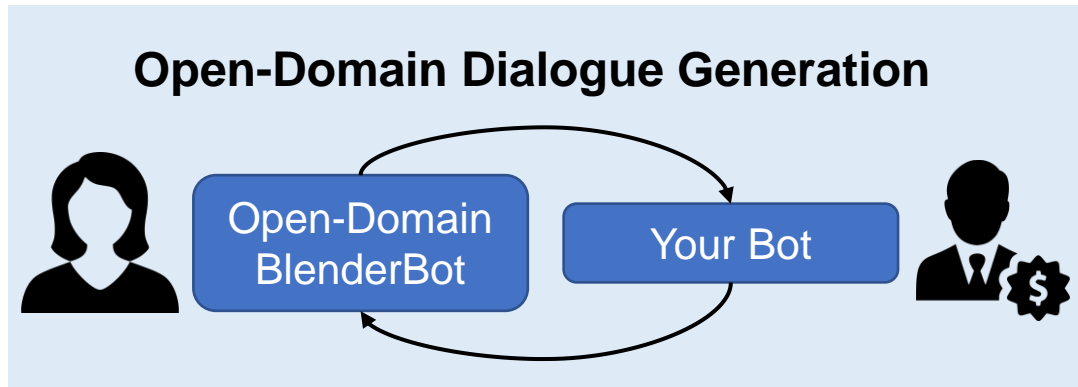 Open-Domain Dialogue Generation
Open-Domain
BlenderBot
Your Bot
$